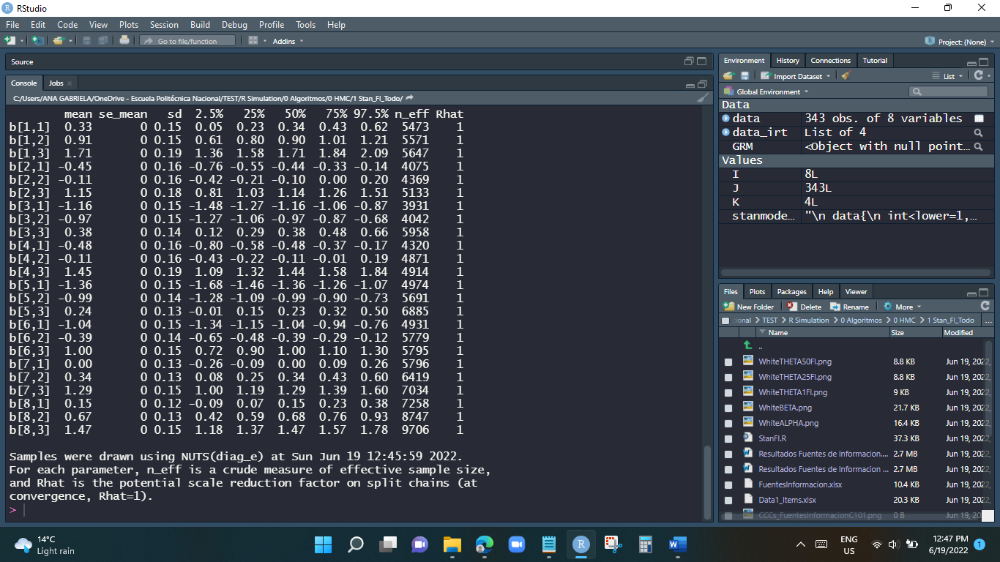 RStudio
File Edit Code View Plots Session Build Debug Profile Tools Help
Go to file/function Addins Project: (None)
Source
Console Jobs
C:/Users/ANA GABRIELA/OneDrive - Escuela Politécnica Nacional/TEST/R Simulation/0 Algoritmos/0 HMC/1 Stan_FI_Todo/
mean se_mean sd 2.5% 25% 50% 75% 97.5% n_eff Rhat
b[1,1] 0.33 0 0.15 0.05 0.23 0.34 0.43 0.62 5473 1
b[1,2] 0.91 0 0.15 0.61 0.80 0.90 1.01 1.21 5571 1
b[1,3] 1.71 0 0.19 1.36 1.58 1.71 1.84 2.09 5647 1
b[2,1] -0.45 0 0.16 -0.76 -0.55 -0.44 -0.33 -0.14 4075 1
b[2,2] -0.11 0 0.16 -0.42 -0.21 -0.10 0.00 0.20 4369 1
b[2,3] 1.15 0 0.18 0.81 1.03 1.14 1.26 1.51 5133 1
b[3,1] -1.16 0 0.15 -1.48 -1.27 -1.16 -1.06 -0.87 3931 1
b[3,2] -0.97 0 0.15 -1.27 -1.06 -0.97 -0.87 -0.68 4042 1
b[3,3] 0.38 0 0.14 0.12 0.29 0.38 0.48 0.66 5958 1
b[4,1] -0.48 0 0.16 -0.80 -0.58 -0.48 -0.37 -0.17 4320 1
b[4,2] -0.11 0 0.16 -0.43 -0.22 -0.11 -0.01 0.19 4871 1
b[4,3] 1.45 0 0.19 1.09 1.32 1.44 1.58 1.84 4914 1
b[5,1] -1.36 0 0.15 -1.68 -1.46 -1.36 -1.26 -1.07 4974 1
b[5,2] -0.99 0 0.14 -1.28 -1.09 -0.99 -0.90 -0.73 5691 1
b[5,3] 0.24 0 0.13 -0.01 0.15 0.23 0.32 0.50 6885 1
b[6,1] -1.04 0 0.15 -1.34 -1.15 -1.04 -0.94 -0.76 4931 1
b[6,2] -0.39 0 0.14 -0.65 -0.48 -0.39 -0.29 -0.12 5779 1
b[6,3] 1.00 0 0.15 0.72 0.90 1.00 1.10 1.30 5795 1
b[7,1] 0.00 0 0.13 -0.26 -0.09 0.00 0.09 0.26 5796 1
b[7,2] 0.34 0 0.13 0.08 0.25 0.34 0.43 0.60 6419 1
b[7,3] 1.29 0 0.15 1.00 1.19 1.29 1.39 1.60 7034 1
b[8,1] 0.15 0 0.12 -0.09 0.07 0.15 0.23 0.38 7258 1
b[8,2] 0.67 0 0.13 0.42 0.59 0.68 0.76 0.93 8747 1
b[8,3] 1.47 0 0.15 1.18 1.37 1.47 1.57 1.78 9706 1
Samples were drawn using NUTS(diag_e) at Sun Jun 19 12:45:59 2022.
For each parameter, n_eff is a crude measure of effective sample size,
and Rhat is the potential scale reduction factor on split chains (at
convergence, Rhat=1).
>
Environment History Connections Tutorial
Import Dataset List
Global Environment
Data
data 343 obs. of 8 variables
data_irt List of 4
GRM <Object with null point...
Values
I 8L
J 343L
K 4L
stanmode... "\n data{\n int<lower=1,...
Files Plots Packages Help Viewer
New Folder Delete Rename More
onal > TEST > R Simulation > 0 Algoritmos > 0 HMC > 1 Stan_FI_Todo ...
Name Size Modified
..
WhiteTHETA50FI.png 8.8 KB Jun 19, 2022,
WhiteTHETA25FI.png 8.8 KB Jun 19, 2022,
WhiteTHETA1FI.png 9 KB Jun 19, 2022,
WhiteBETA.png 21.7 KB Jun 19, 2022,
WhiteALPHA.png 16.4 KB Jun 19, 2022,
StanFI.R 37.3 KB Jun 19, 2022,
Resultados Fuentes de Informacion.... 2.7 MB Jun 19, 2022,
Resultados Fuentes de Informacion ... 2.7 MB Jun 19, 2022,
FuentesInformacion.xlsx 10.4 KB Jun 19, 2022,
Data1_Items.xlsx 20.3 KB Jun 19, 2022,
CCCs_FuentesInformacionC101.png 0 B Jun 19, 20
14°C
Light rain
ENG
US
12:47 PM
6/19/2022
1